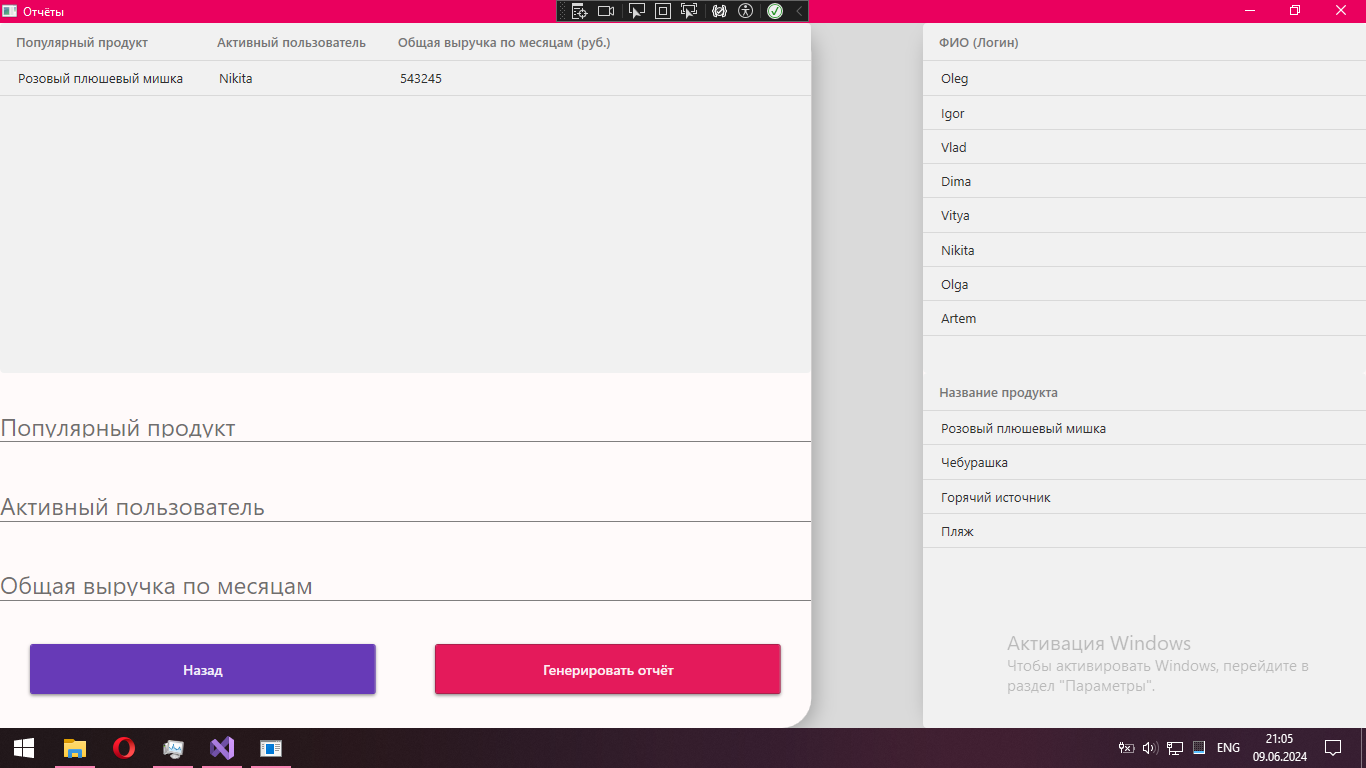 Отчёты
Популярный продукт Активный пользователь Общая выручка по месяцам (руб.)
Розовый плюшевый мишка Nikita 543245
Популярный продукт
Активный пользователь
Общая выручка по месяцам
Назад Генерировать отчёт
ФИО (Логин)
Oleg
Igor
Vlad
Dima
Vitya
Nikita
Olga
Artem
Название продукта
Розовый плюшевый мишка
Чебурашка
Горячий источник
Пляж
Активация Windows
Чтобы активировать Windows, перейдите в
раздел "Параметры".
ENG
21:05
09.06.2024